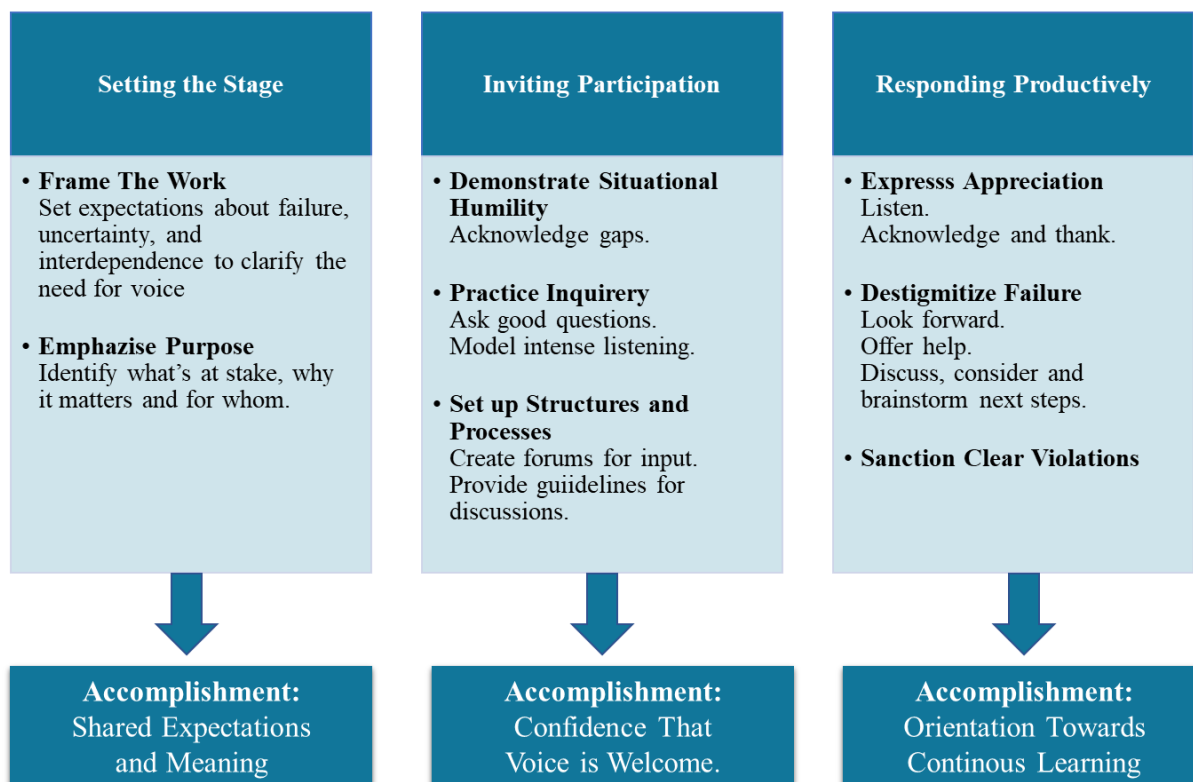 Setting the Stage
• Frame The Work
Set expectations about failure,
uncertainty, and
interdependence to clarify the
need for voice
• Emphazise Purpose
Identify what’s at stake, why
it matters and for whom.
Accomplishment:
Shared Expectations
and Meaning
Inviting Participation
• Demonstrate Situational
Humility
Acknowledge gaps.
• Practice Inquirery
Ask good questions.
Model intense listening.
• Set up Structures and
Processes
Create forums for input.
Provide guiidelines for
discussions.
Accomplishment:
Confidence That
Voice is Welcome.
Responding Productively
• Expresss Appreciation
Listen.
Acknowledge and thank.
• Destigmitize Failure
Look forward.
Offer help.
Discuss, consider and
brainstorm next steps.
• Sanction Clear Violations
Accomplishment:
Orientation Towards
Continous Learning